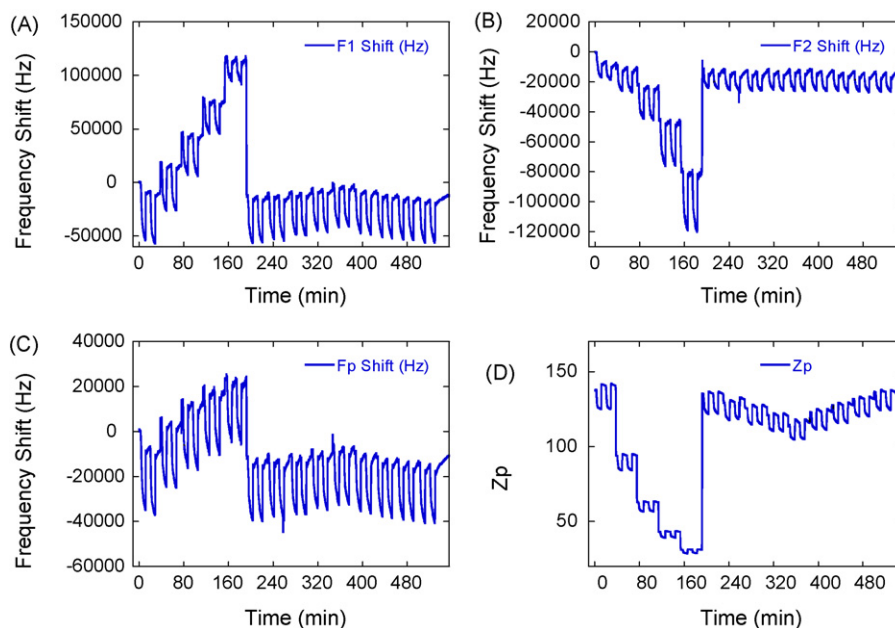 (A)
150000
100000
50000
0
-50000
Frequency Shift (Hz)
F1 Shift (Hz)
0 80 160 240 320 400 480
Time (min)
(B)
20000
0
-20000
-40000
-60000
-80000
-100000
-120000
Frequency Shift (Hz)
F2 Shift (Hz)
0 80 160 240 320 400 480
Time (min)
(C)
40000
20000
0
-20000
-40000
-60000
Frequency Shift (Hz)
Fp Shift (Hz)
0 80 160 240 320 400 480
Time (min)
(D)
150
100
50
Zp
Zp
0 80 160 240 320 400 480
Time (min)